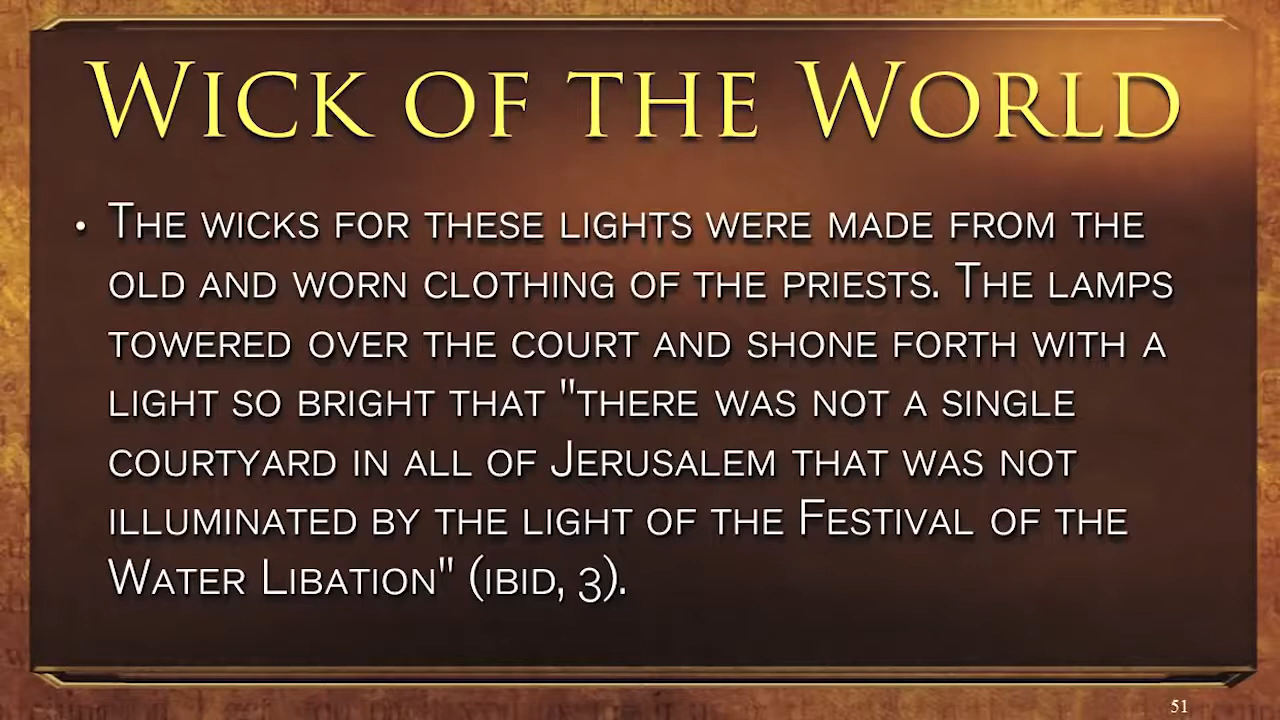 Wick of the World
• The wicks for these lights were made from the
old and worn clothing of the priests. The lamps
towered over the court and shone forth with a
light so bright that "there was not a single
courtyard in all of Jerusalem that was not
illuminated by the light of the Festival of the
Water Libation" (ibid, 3).
51